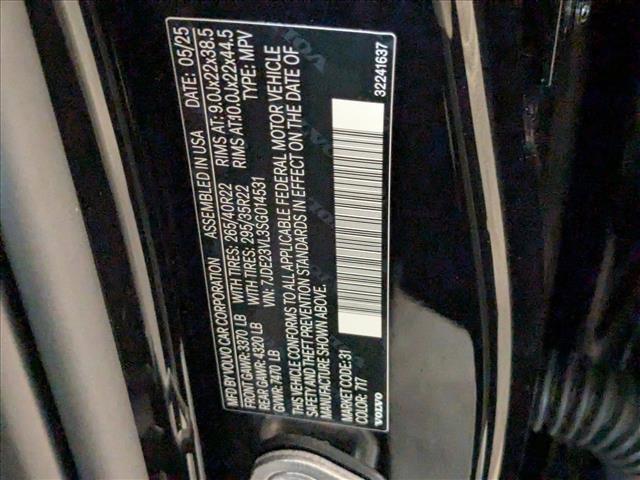 MFG BY VOLVO CAR CORPORATION ASSEMBLED IN USA DATE: 05/25
FRONT GAWR: 3370 LB WITH TIRES: 265/40R22 RIMS AT: 9.0Jx22x38.5
REAR GAWR: 4320 LB WITH TIRES: 295/35R22 RIMS AT:10.0Jx22x44.5
GVWR: 7470 LB VIN: 7JDE23VL3SG014531 TYPE: MPV
THIS VEHICLE CONFORMS TO ALL APPLICABLE FEDERAL MOTOR VEHICLE
SAFETY AND THEFT PREVENTION STANDARDS IN EFFECT ON THE DATE OF
MANUFACTURE SHOWN ABOVE.
MARKET CODE:31
COLOR: 717
VOLVO
32241637